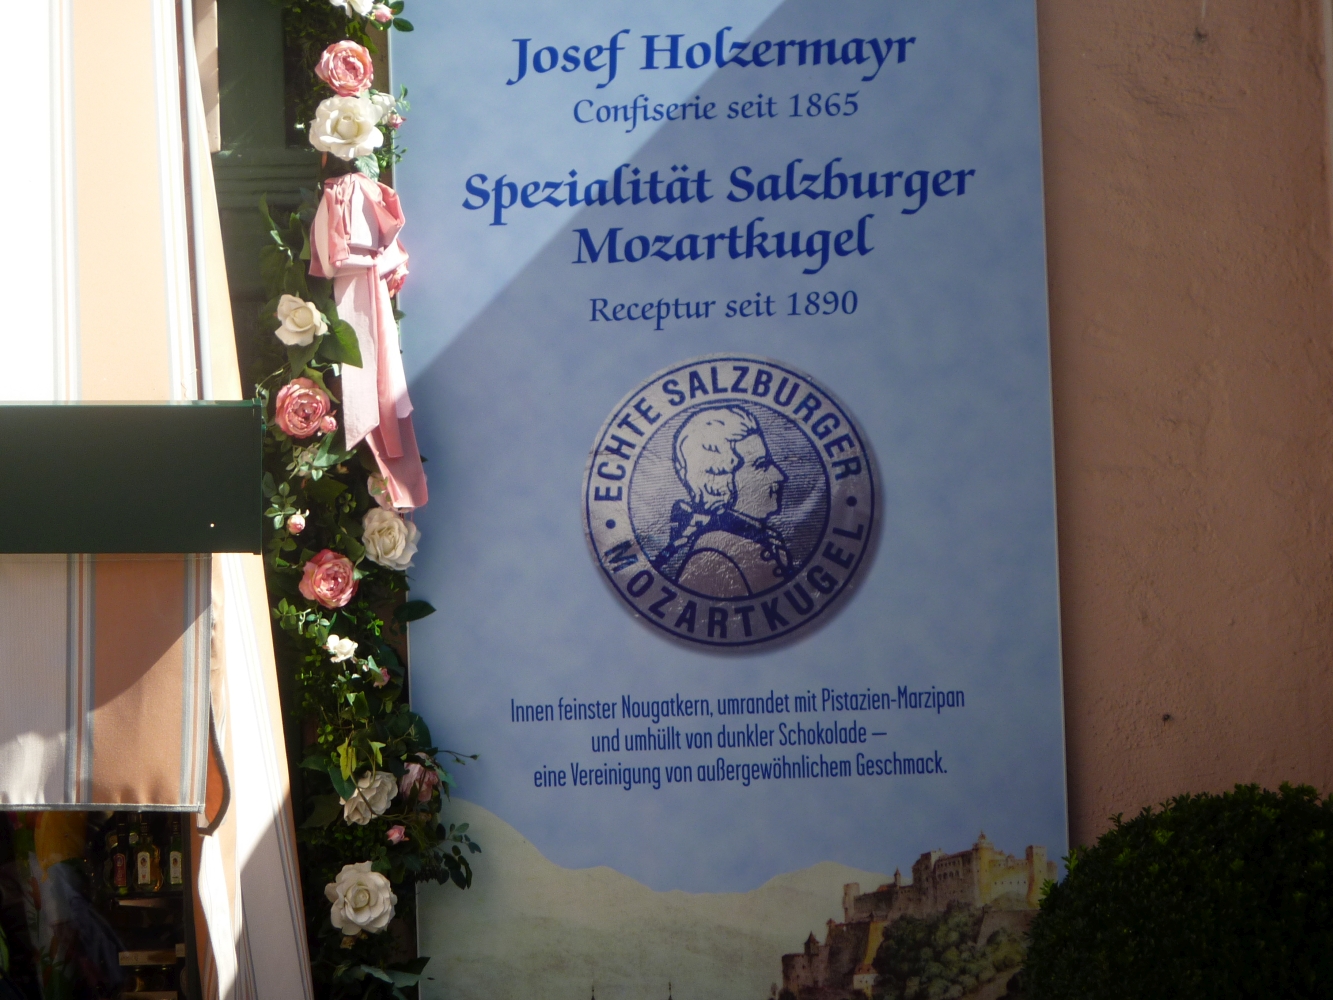 Josef Holzermayr
Confiserie seit 1865
Spezialität Salzburger
Mozartkugel
Receptur seit 1890
• ECHTE SALZBURGER •
MOZARTKUGEL
Innen feinster Nougatkern, umrandet mit Pistazien-Marzipan
und umhüllt von dunkler Schokolade –
eine Vereinigung von außergewöhnlichem Geschmack.